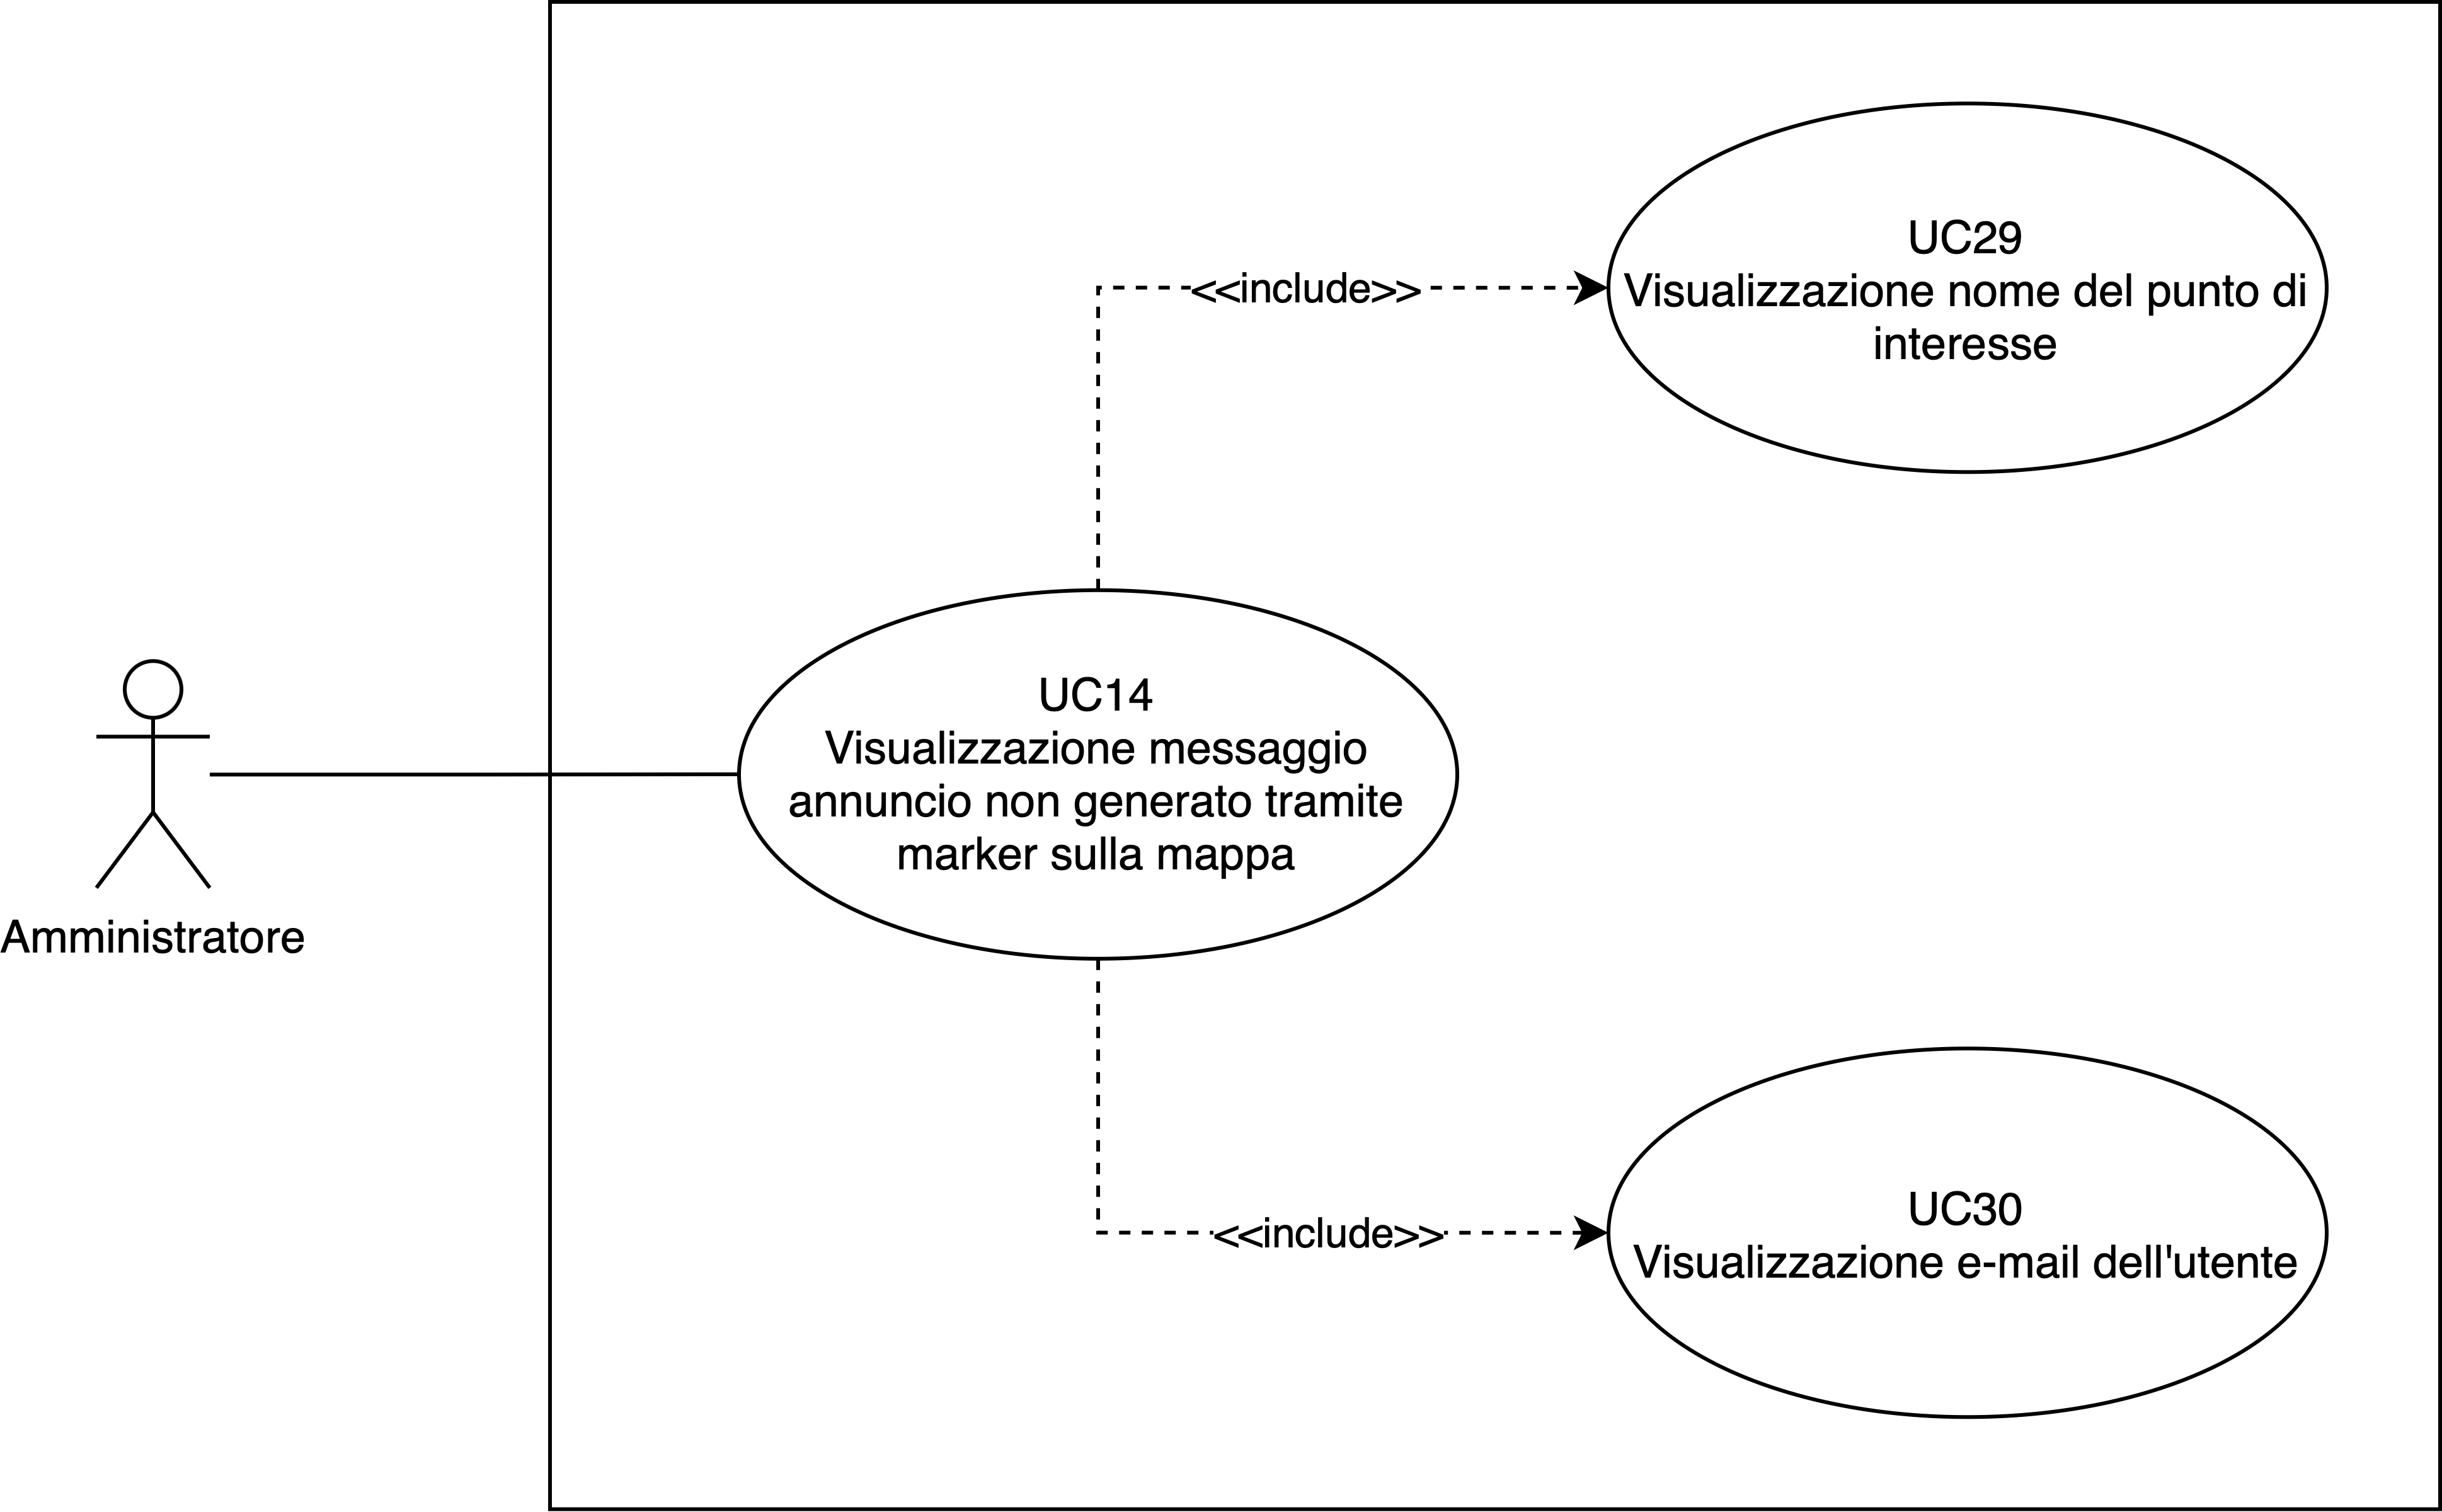 UC29
Visualizzazione nome del punto di
interesse
<<include>>
UC14
Visualizzazione messaggio
annuncio non generato tramite
marker sulla mappa
Amministratore
<<include>>
UC30
Visualizzazione e-mail dell'utente